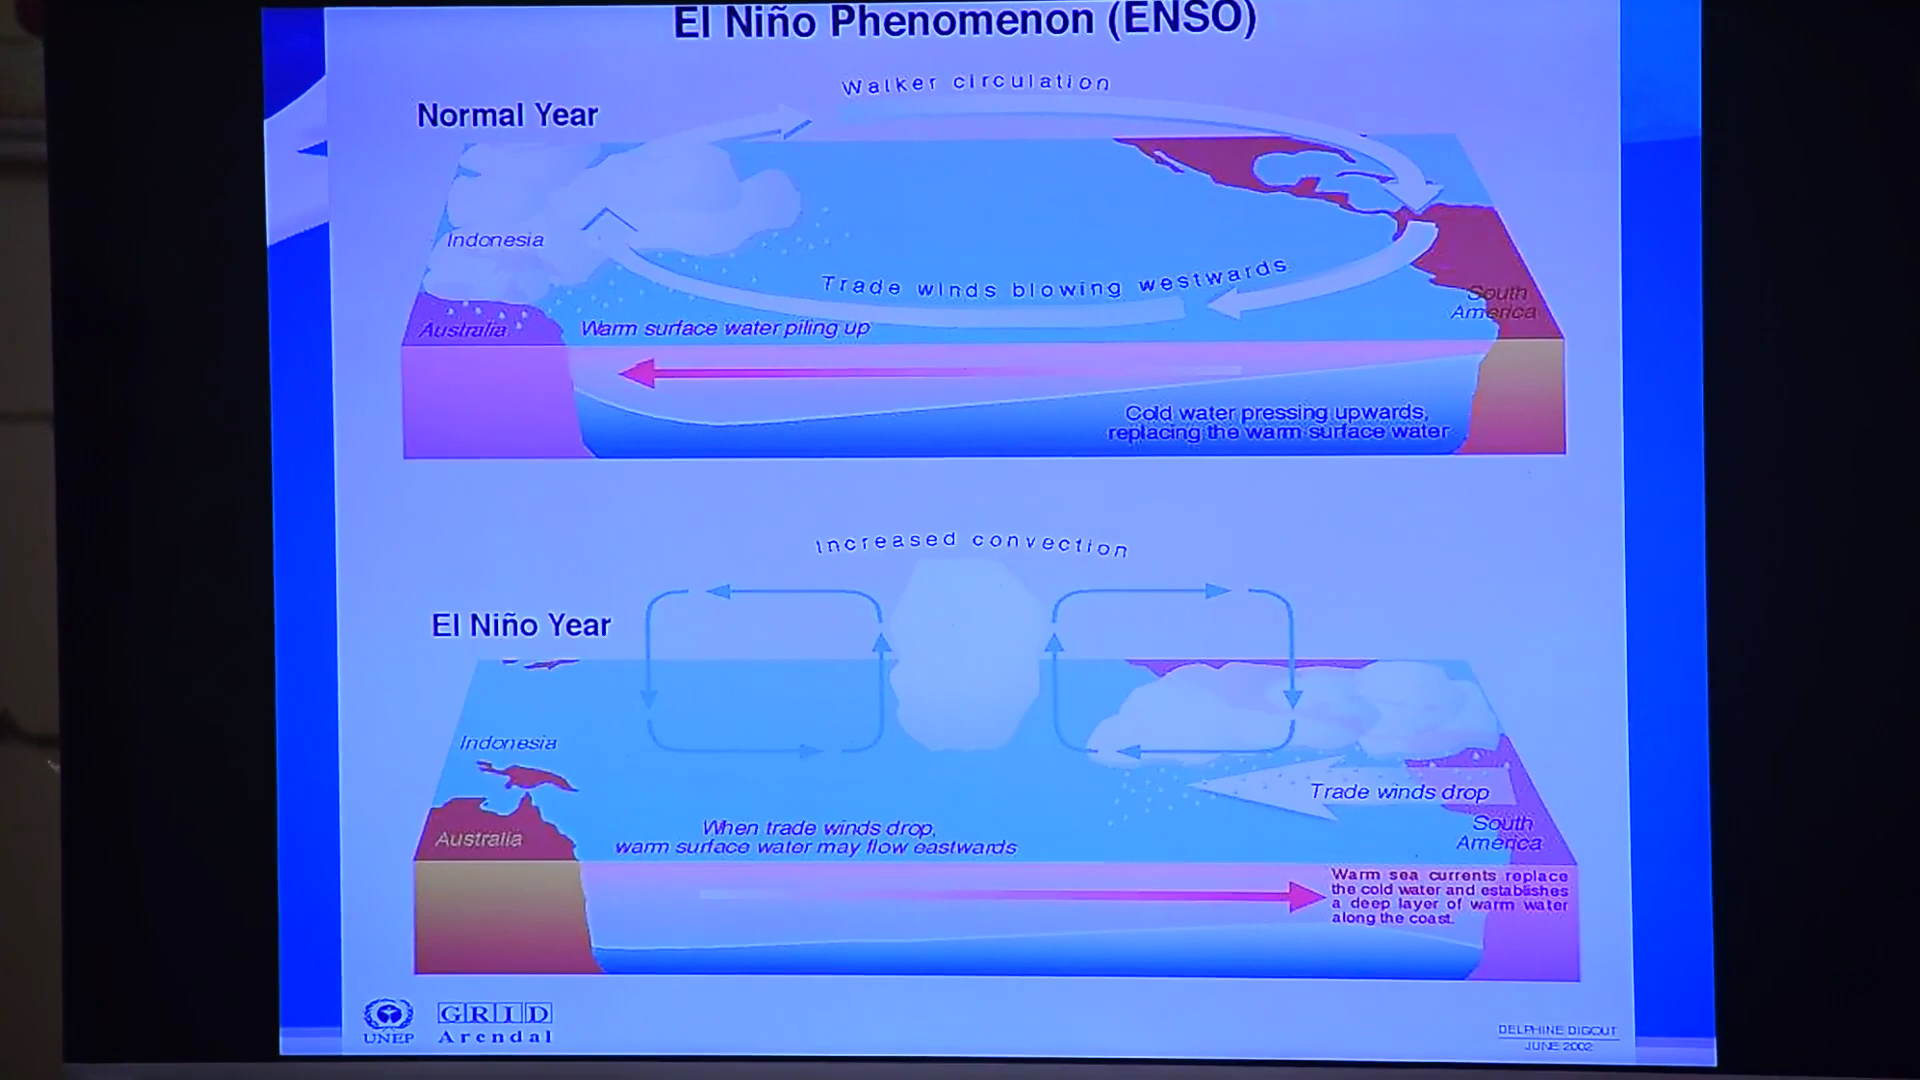 El Niño Phenomenon (ENSO)
Walker circulation
Normal Year
Indonesia
Trade winds blowing westwards
South
America
Australia
Warm surface water piling up
Cold water pressing upwards,
replacing the warm surface water
Increased convection
El Niño Year
Indonesia
Trade winds drop
Australia
When trade winds drop,
warm surface water may flow eastwards
South
America
Warm sea currents replace
the cold water and establishes
a deep layer of warm water
along the coast.
UNEP
GRID
Arendal
DELPHINE DIGOUT
JUNE 2002